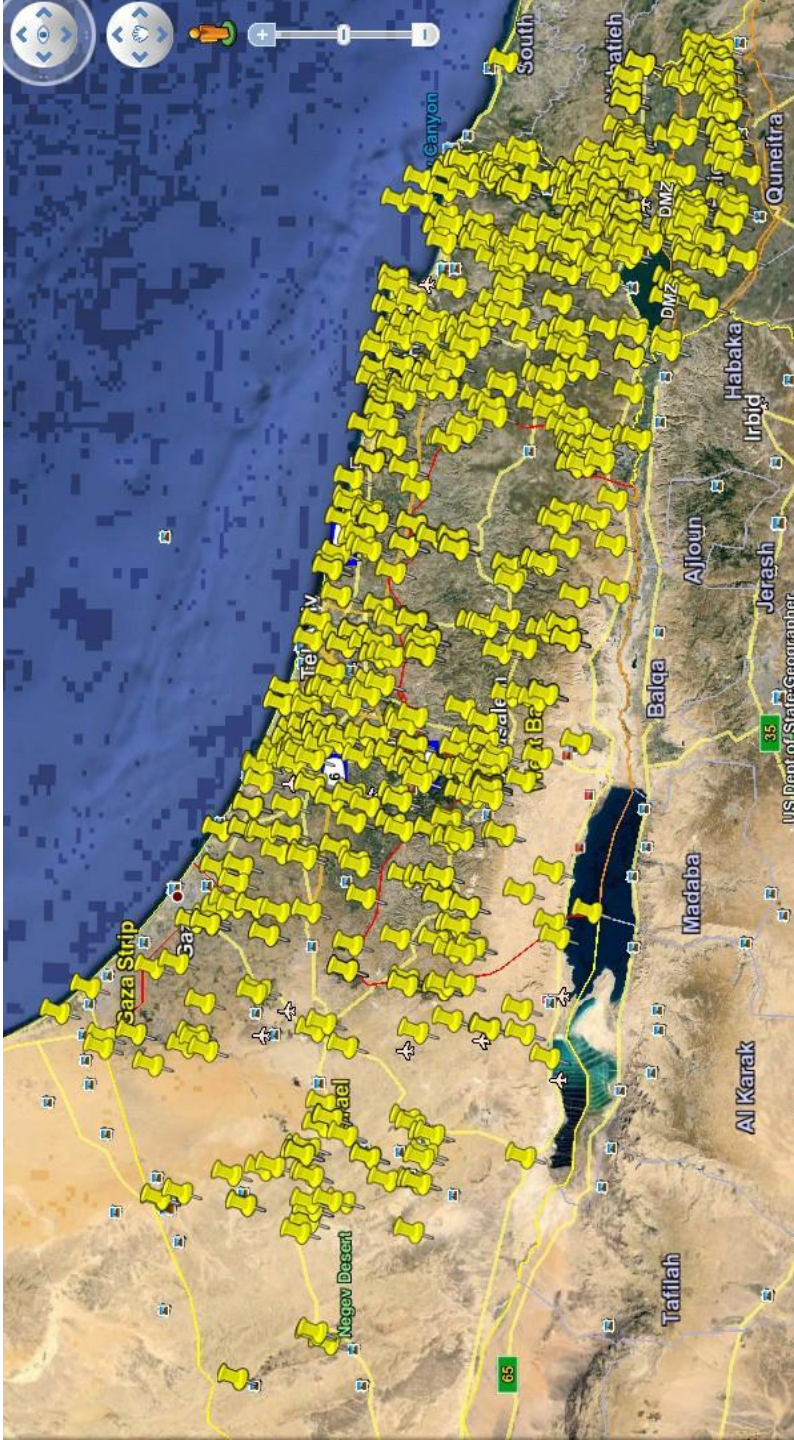 South
Canyon
DMZ
DMZ
Quneitra
Habaka
Irbid
Ajloun
Jerash
Balqa
35
US Dept of State Geographer
Madaba
Gaza Strip
Al Karak
Negev Desert
Tafilah
65